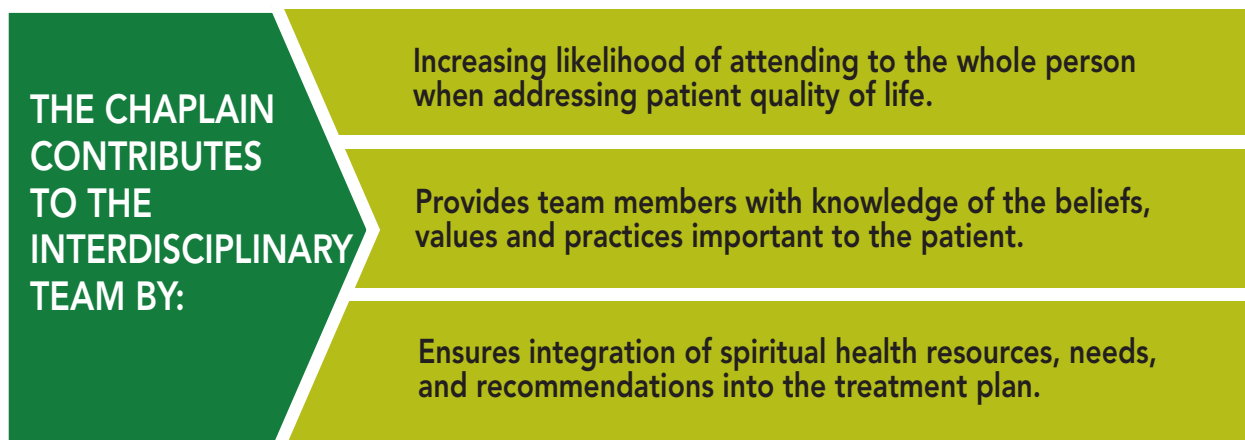 THE CHAPLAIN
CONTRIBUTES
TO THE
INTERDISCIPLINARY
TEAM BY:
Increasing likelihood of attending to the whole person
when addressing patient quality of life.
Provides team members with knowledge of the beliefs,
values and practices important to the patient.
Ensures integration of spiritual health resources, needs,
and recommendations into the treatment plan.